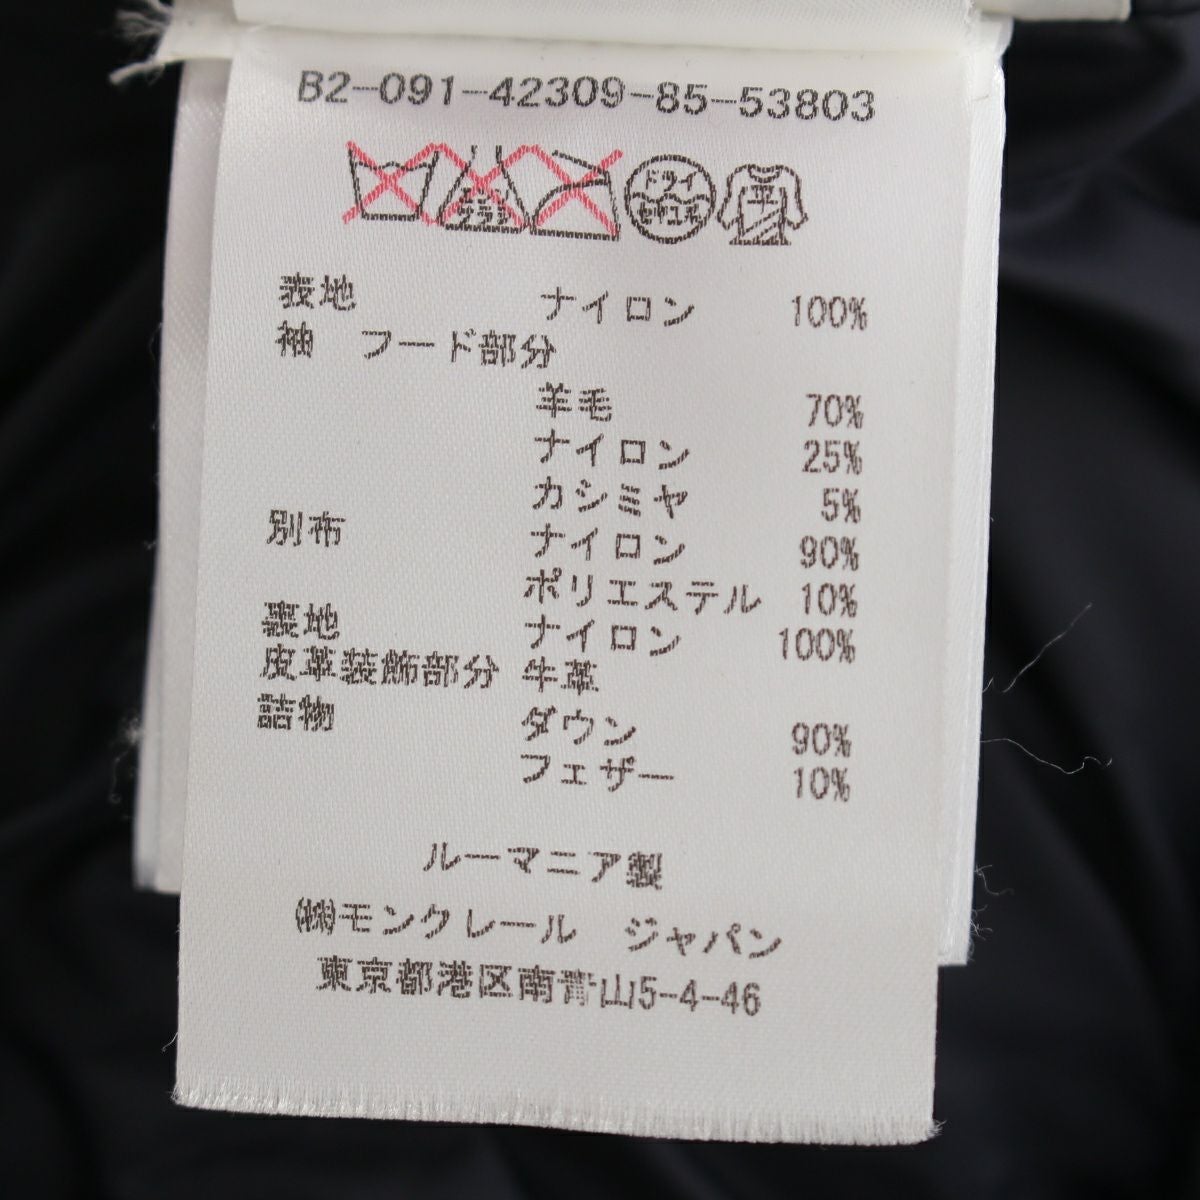 B2-091-42309-85-53803
ドライ
セキユ系
平
表地 ナイロン 100%
袖 フード部分
羊毛 70%
ナイロン 25%
カシミヤ 5%
別布 ナイロン 90%
ポリエステル 10%
裏地 ナイロン 100%
皮革装飾部分 牛革
詰物 ダウン 90%
フェザー 10%
ルーマニア製
㈱モンクレール ジャパン
東京都港区南青山5-4-46